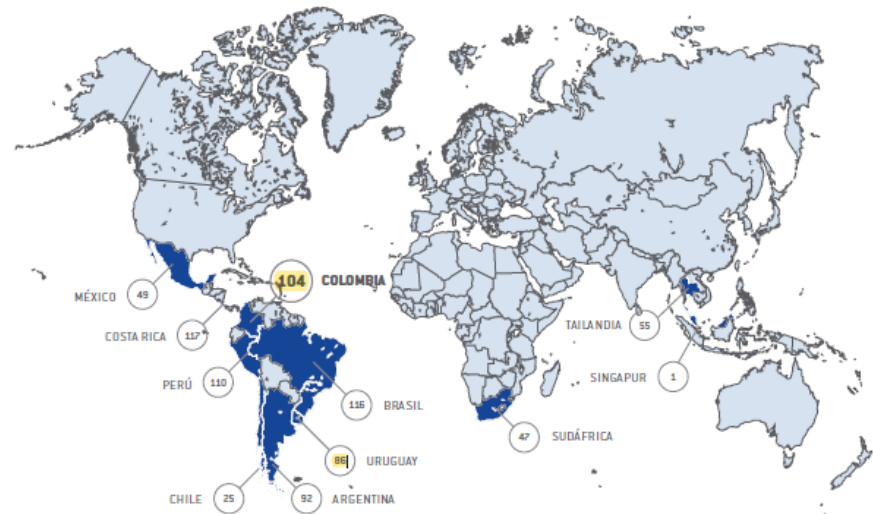 104 COLOMBIA
MÉXICO 49
COSTA RICA 117
TAILANDIA 55
PERÚ 110
SINGAPUR 1
116 BRASIL
47 SUDÁFRICA
86 URUGUAY
CHILE 25
92 ARGENTINA